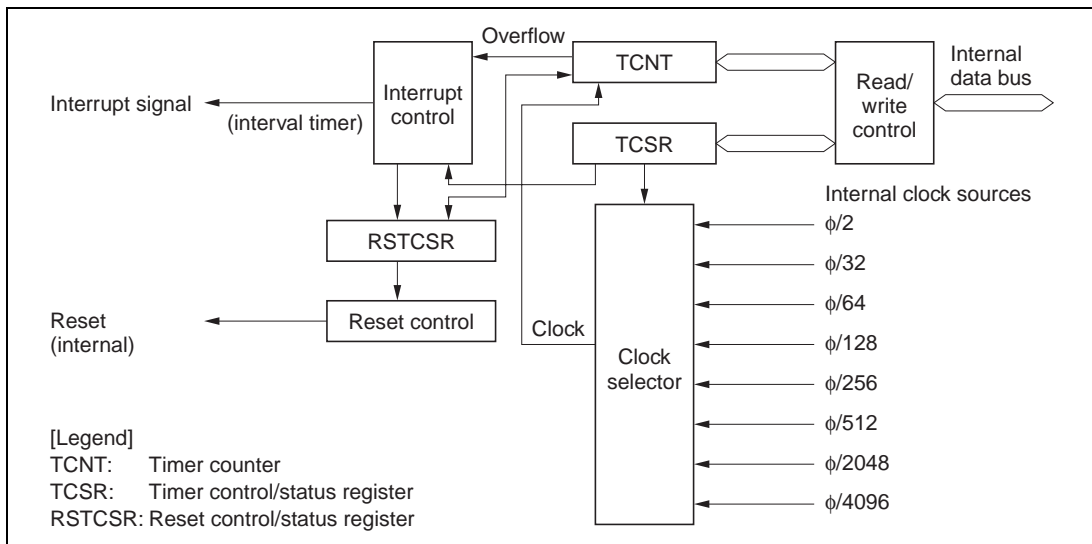 Overflow
TCNT
Internal
data bus
Read/
write
control
Interrupt
control
Interrupt signal
(interval timer)
TCSR
Internal clock sources
RSTCSR
ϕ/2
ϕ/32
ϕ/64
Reset control
Reset
(internal)
Clock
ϕ/128
Clock
selector
ϕ/256
ϕ/512
ϕ/2048
ϕ/4096
[Legend]
TCNT: Timer counter
TCSR: Timer control/status register
RSTCSR: Reset control/status register